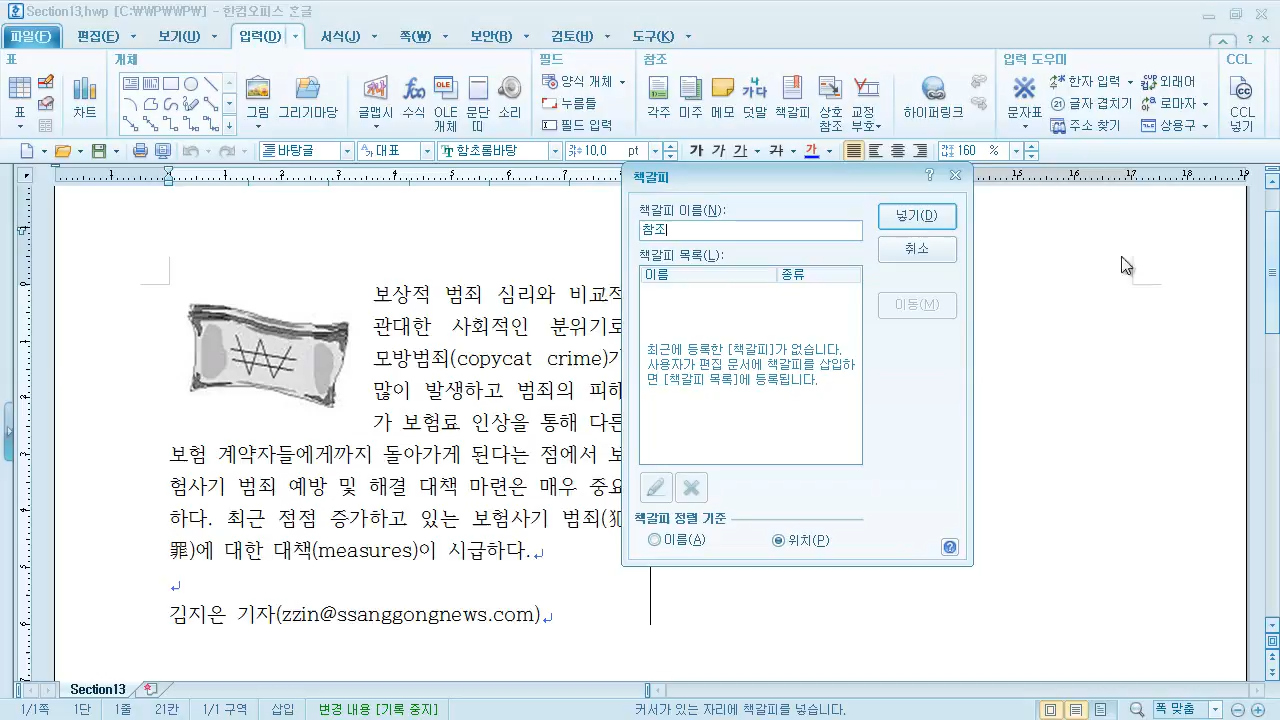 Section13.hwp [C:₩WPWWPW] - 한컴오피스 한글
파일(F) 편집(E) 보기(U) 입력(D) 서식(J) 쪽(W) 보안(R) 검토(H) 도구(K)
표 개체 필드 참조 입력 도우미 CCL
표 차트 그림 그리기마당 글맵시 수식 OLE 개체 문단 띠 소리
양식 개체
누름틀
필드 입력
각주 미주 메모 덧말 책갈피 상호 참조 교정 부호 하이퍼링크
문자표 한자 입력 외래어
글자 겹치기 로마자
주소 찾기 상용구
CCL 넣기
바탕글 대표 함초롬바탕 10.0 pt 가 가 가 가 가 160 %
책갈피
책갈피 이름(N):
참조
넣기(D)
취소
책갈피 목록(L):
이름 종류
이동(M)
최근에 등록한 [책갈피]가 없습니다.
사용자가 편집 문서에 책갈피를 삽입하
면 [책갈피 목록]에 등록됩니다.
책갈피 정렬 기준
이름(A) 위치(P)
보상적 범죄 심리와 비교적
관대한 사회적인 분위기로
모방범죄(copycat crime)가
많이 발생하고 범죄의 피해
가 보험료 인상을 통해 다른
보험 계약자들에게까지 돌아가게 된다는 점에서 보
험사기 범죄 예방 및 해결 대책 마련은 매우 중요
하다. 최근 점점 증가하고 있는 보험사기 범죄(犯
罪)에 대한 대책(measures)이 시급하다.
김지은 기자(zzin@ssanggongnews.com)
Section13
1/1쪽 1단 1줄 21칸 1/1 구역 삽입 변경 내용 [기록 중지] 커서가 있는 자리에 책갈피를 넣습니다. 폭 맞춤